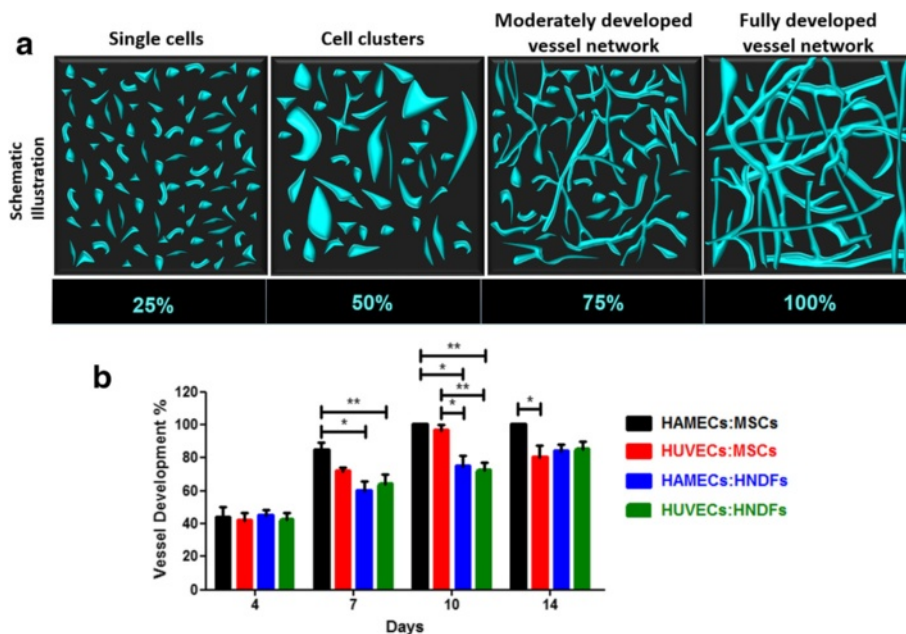 a
Single cells
Cell clusters
Moderately developed
vessel network
Fully developed
vessel network
Schematic
Illustration
25%
50%
75%
100%
b
Vessel Development %
120
100
80
60
40
20
0
**
*
**
*
**
*
*
4
7
10
14
Days
HAMECs:MSCs
HUVECs:MSCs
HAMECs:HNDFs
HUVECs:HNDFs